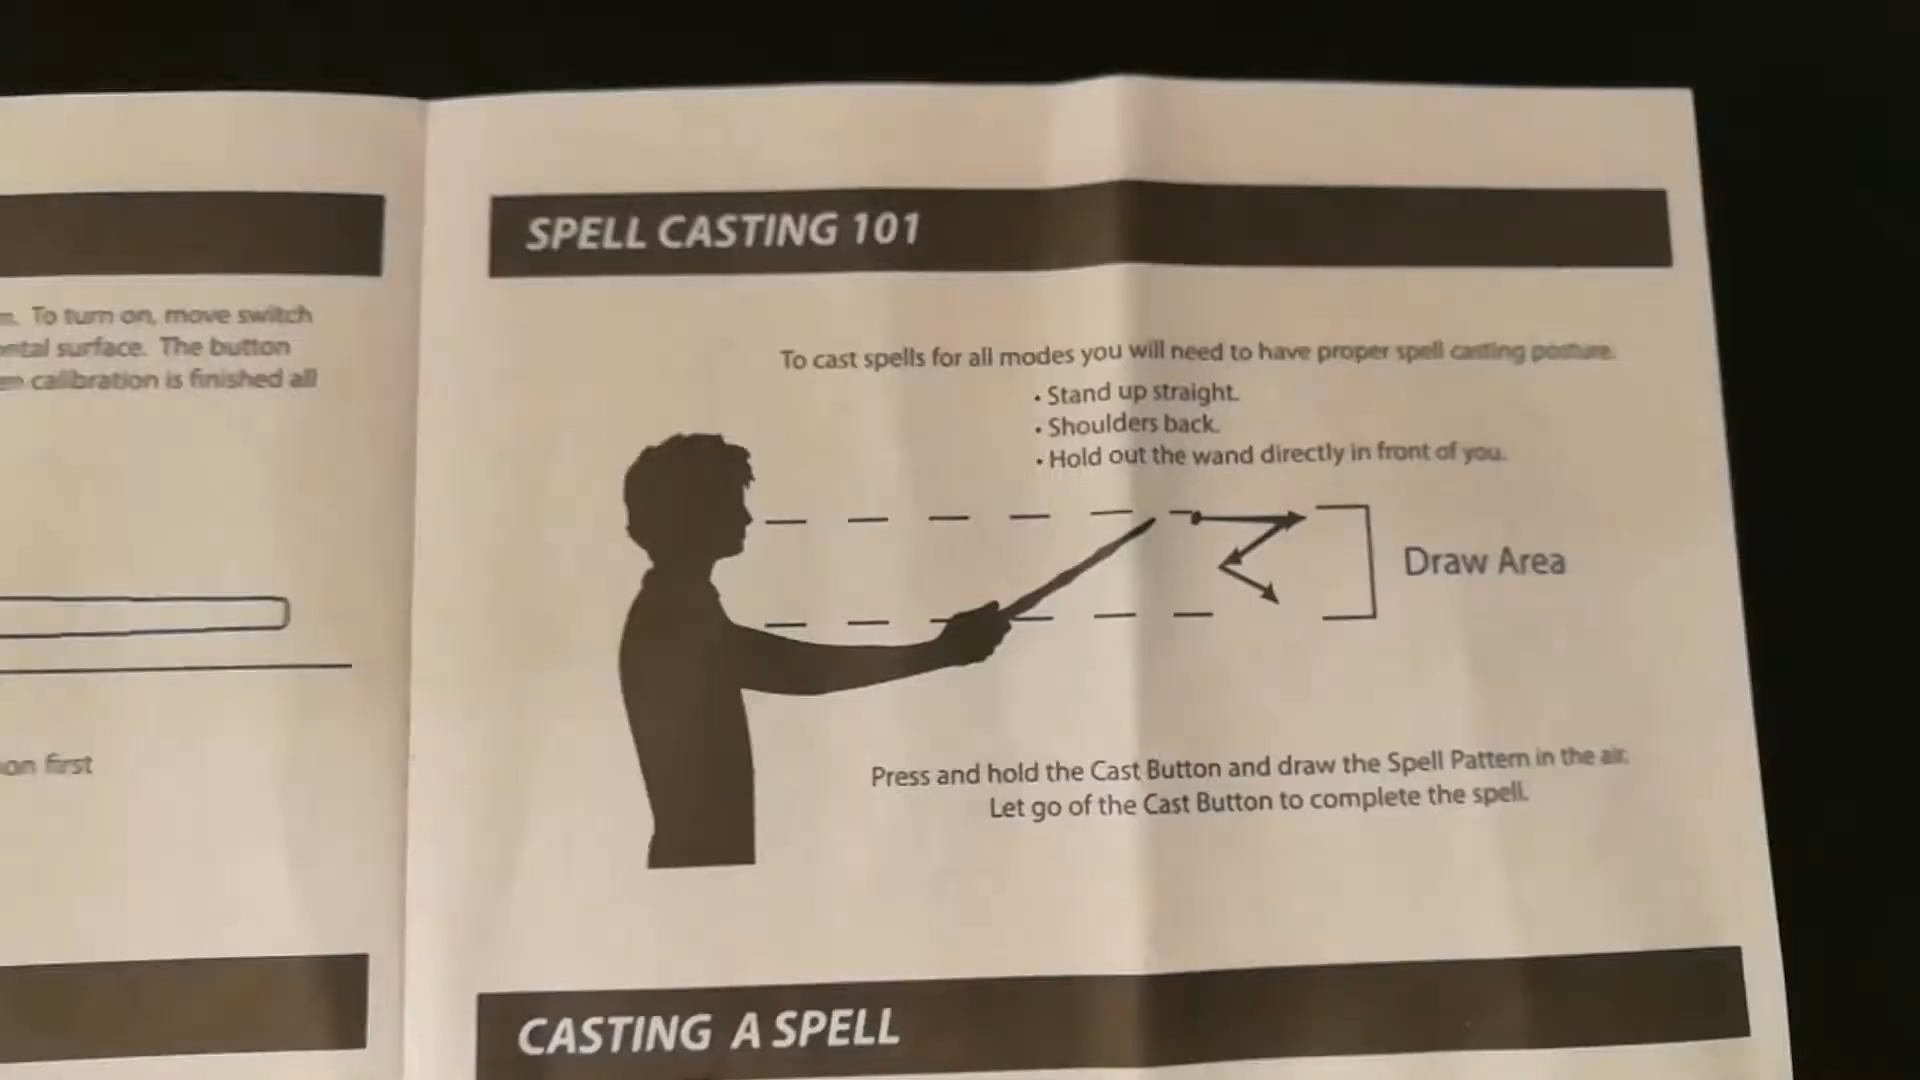 To turn on, move switch
surface. The button
calibration is finished all
on first
SPELL CASTING 101
To cast spells for all modes you will need to have proper spell casting posture.
• Stand up straight.
• Shoulders back.
• Hold out the wand directly in front of you.
Draw Area
Press and hold the Cast Button and draw the Spell Pattern in the air.
Let go of the Cast Button to complete the spell.
CASTING A SPELL